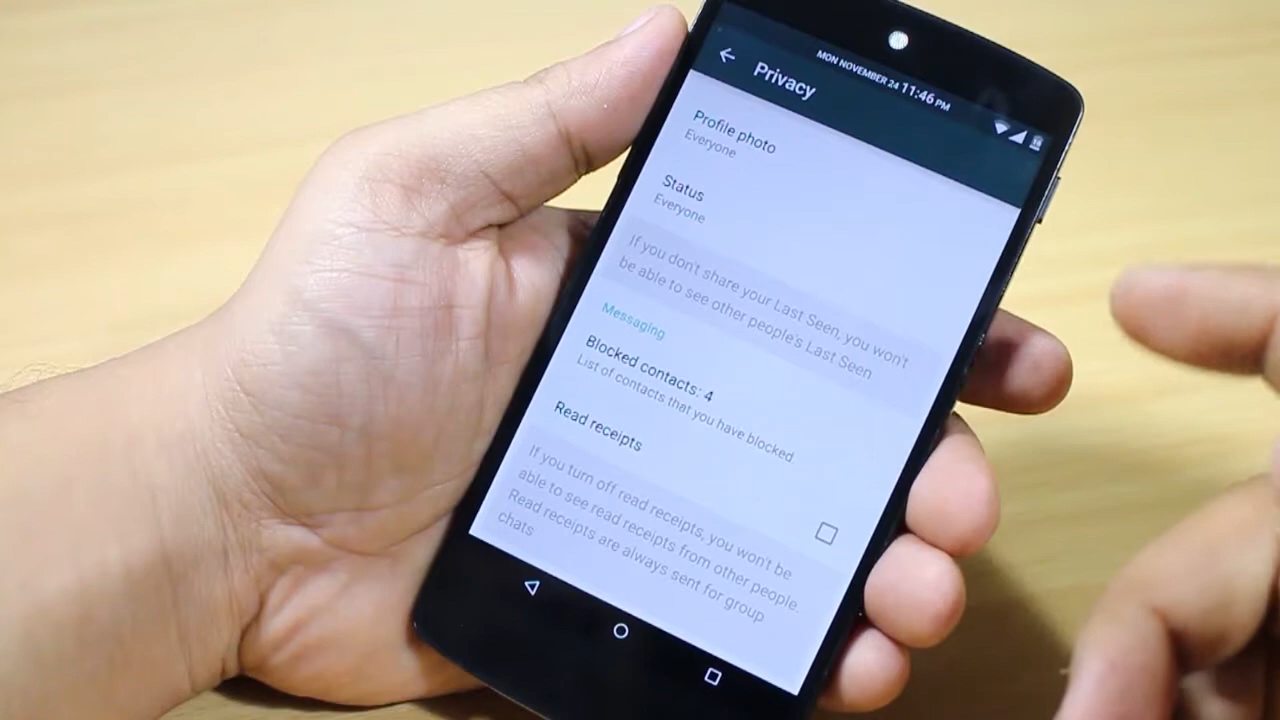 MON NOVEMBER 24 11:46 PM
Privacy
Profile photo
Everyone
Status
Everyone
If you don't share your Last Seen, you won't
be able to see other people's Last Seen
Messaging
Blocked contacts: 4
List of contacts that you have blocked
Read receipts
If you turn off read receipts, you won't be
able to see read receipts from other people.
Read receipts are always sent for group
chats